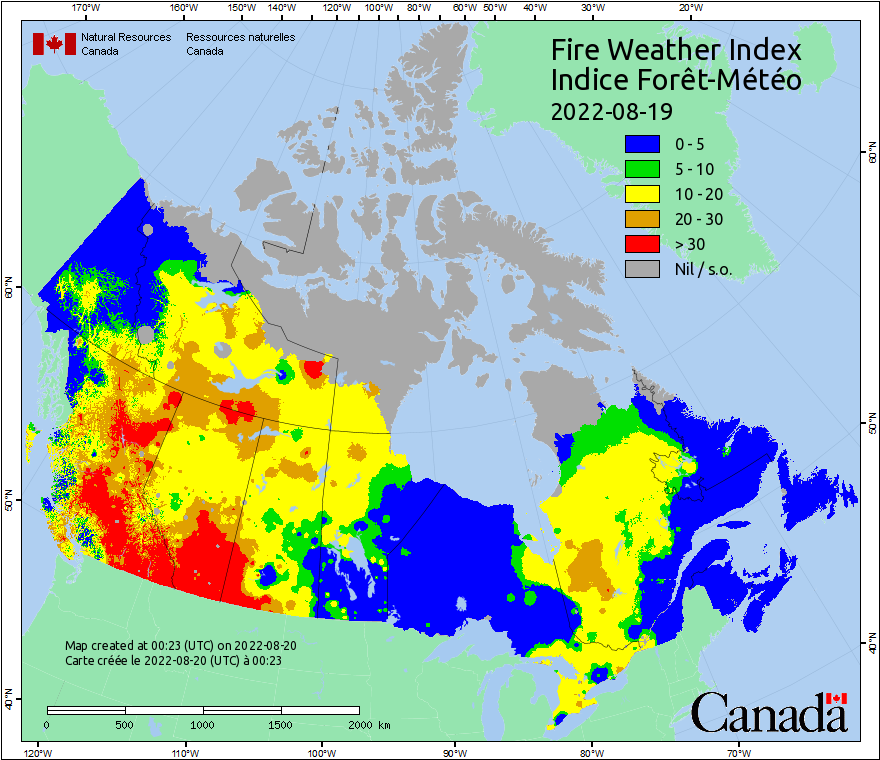 170°W 160°W 150°W 140°W 120°W 100°W 80°W 60°W 50°W 40°W 30°W 20°W
Natural Resources Ressources naturelles
Canada Canada
Fire Weather Index
Indice Forêt-Météo
2022-08-19
0 - 5
5 - 10
10 - 20
20 - 30
> 30
Nil / s.o.
60°N
60°N
50°N
50°N
40°N
40°N
Map created at 00:23 (UTC) on 2022-08-20
Carte créée le 2022-08-20 (UTC) à 00:23
0 500 1000 1500 2000 km
Canada
120°W 110°W 100°W 90°W 80°W 70°W